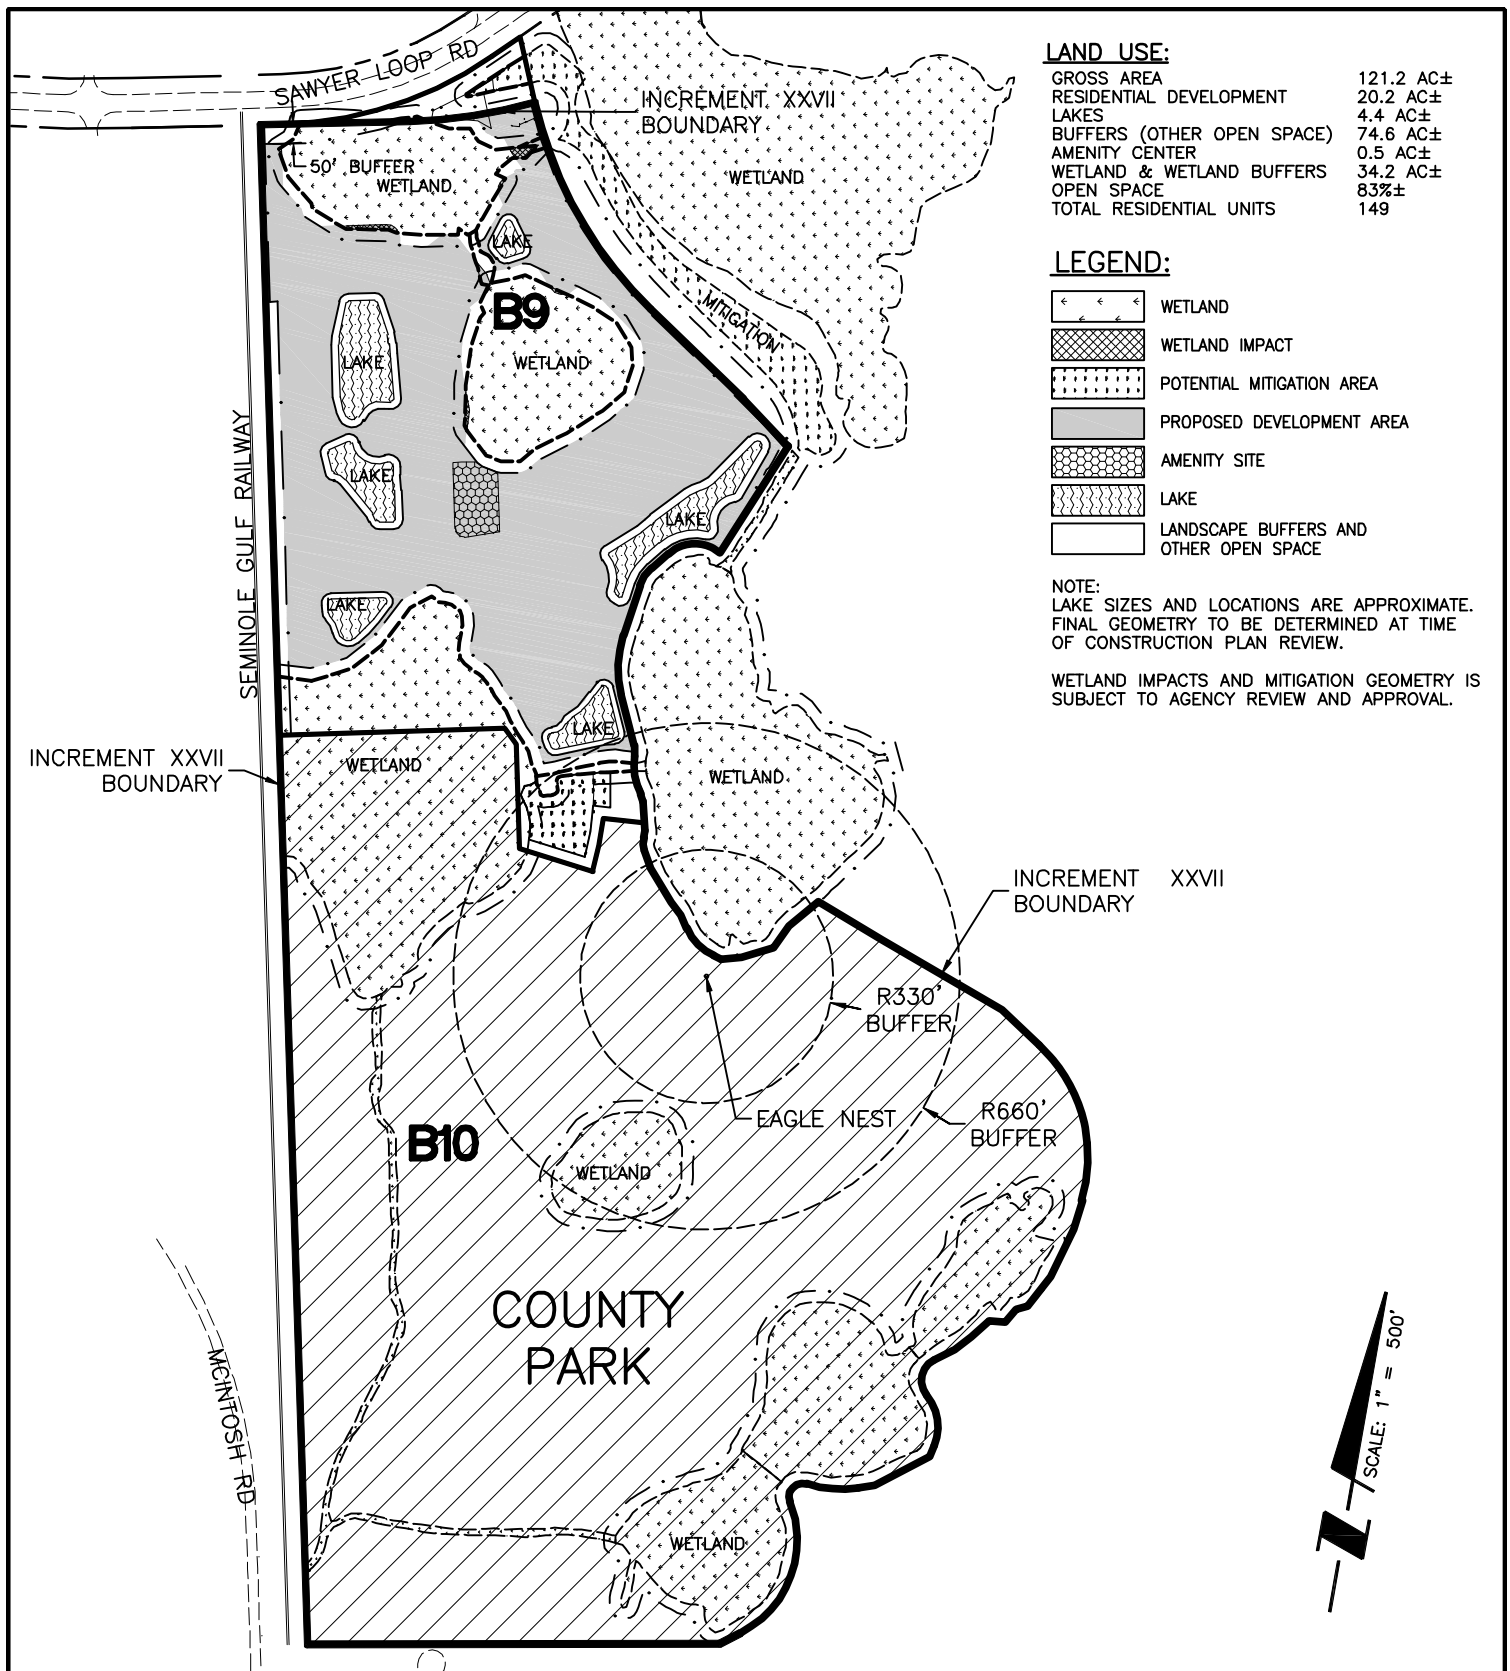 SAWYER LOOP RD
INCREMENT XXVII
BOUNDARY
50' BUFFER
WETLAND
WETLAND
LAKE
B9
MITIGATION
LAKE
WETLAND
SEMINOLE GULF RAILWAY
LAKE
LAKE
LAKE
LAKE
INCREMENT XXVII
BOUNDARY
WETLAND
WETLAND
INCREMENT XXVII
BOUNDARY
R330'
BUFFER
EAGLE NEST
R660'
BUFFER
B10
WETLAND
COUNTY
PARK
MCINTOSH RD
WETLAND
LAND USE:
GROSS AREA 121.2 AC±
RESIDENTIAL DEVELOPMENT 20.2 AC±
LAKES 4.4 AC±
BUFFERS (OTHER OPEN SPACE) 74.6 AC±
AMENITY CENTER 0.5 AC±
WETLAND & WETLAND BUFFERS 34.2 AC±
OPEN SPACE 83%±
TOTAL RESIDENTIAL UNITS 149
LEGEND:
WETLAND
WETLAND IMPACT
POTENTIAL MITIGATION AREA
PROPOSED DEVELOPMENT AREA
AMENITY SITE
LAKE
LANDSCAPE BUFFERS AND
OTHER OPEN SPACE
NOTE:
LAKE SIZES AND LOCATIONS ARE APPROXIMATE.
FINAL GEOMETRY TO BE DETERMINED AT TIME
OF CONSTRUCTION PLAN REVIEW.
WETLAND IMPACTS AND MITIGATION GEOMETRY IS
SUBJECT TO AGENCY REVIEW AND APPROVAL.
SCALE: 1" = 500'
N